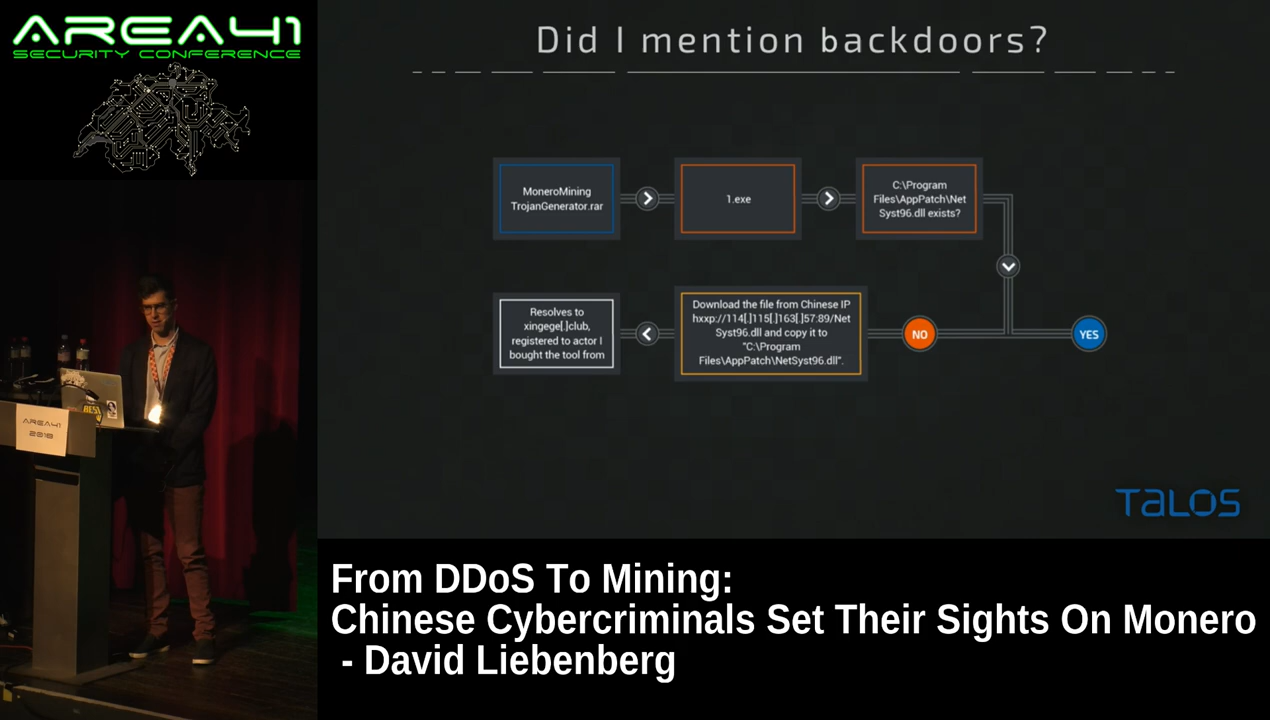 AREA41
SECURITY CONFERENCE
Did I mention backdoors?
MoneroMining
TrojanGenerator.rar
1.exe
C:\Program
Files\AppPatch\Net
Syst96.dll exists?
Resolves to
xingege[.]club,
registered to actor I
bought the tool from
Download the file from Chinese IP
hxxp://114[.]115[.]163[.]57:89/Net
Syst96.dll and copy it to
"C:\Program
Files\AppPatch\NetSyst96.dll".
NO
YES
AREA41
2018
TALOS
From DDoS To Mining:
Chinese Cybercriminals Set Their Sights On Monero
- David Liebenberg